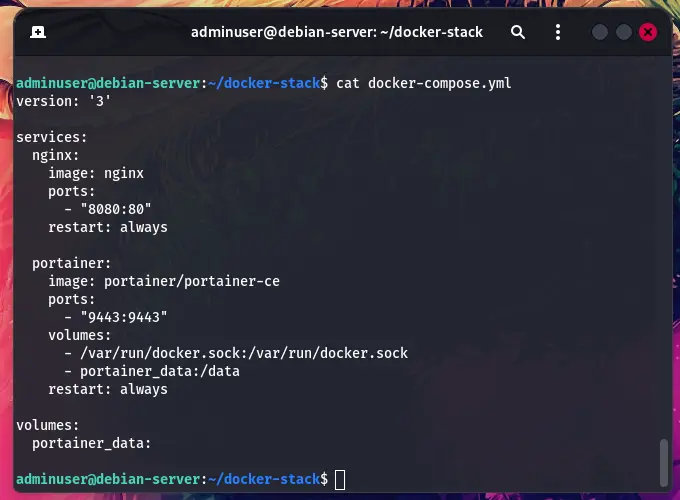 adminuser@debian-server: ~/docker-stack
adminuser@debian-server:~/docker-stack$ cat docker-compose.yml
version: '3'

services:
  nginx:
    image: nginx
    ports:
      - "8080:80"
    restart: always

  portainer:
    image: portainer/portainer-ce
    ports:
      - "9443:9443"
    volumes:
      - /var/run/docker.sock:/var/run/docker.sock
      - portainer_data:/data
    restart: always

volumes:
  portainer_data:

adminuser@debian-server:~/docker-stack$